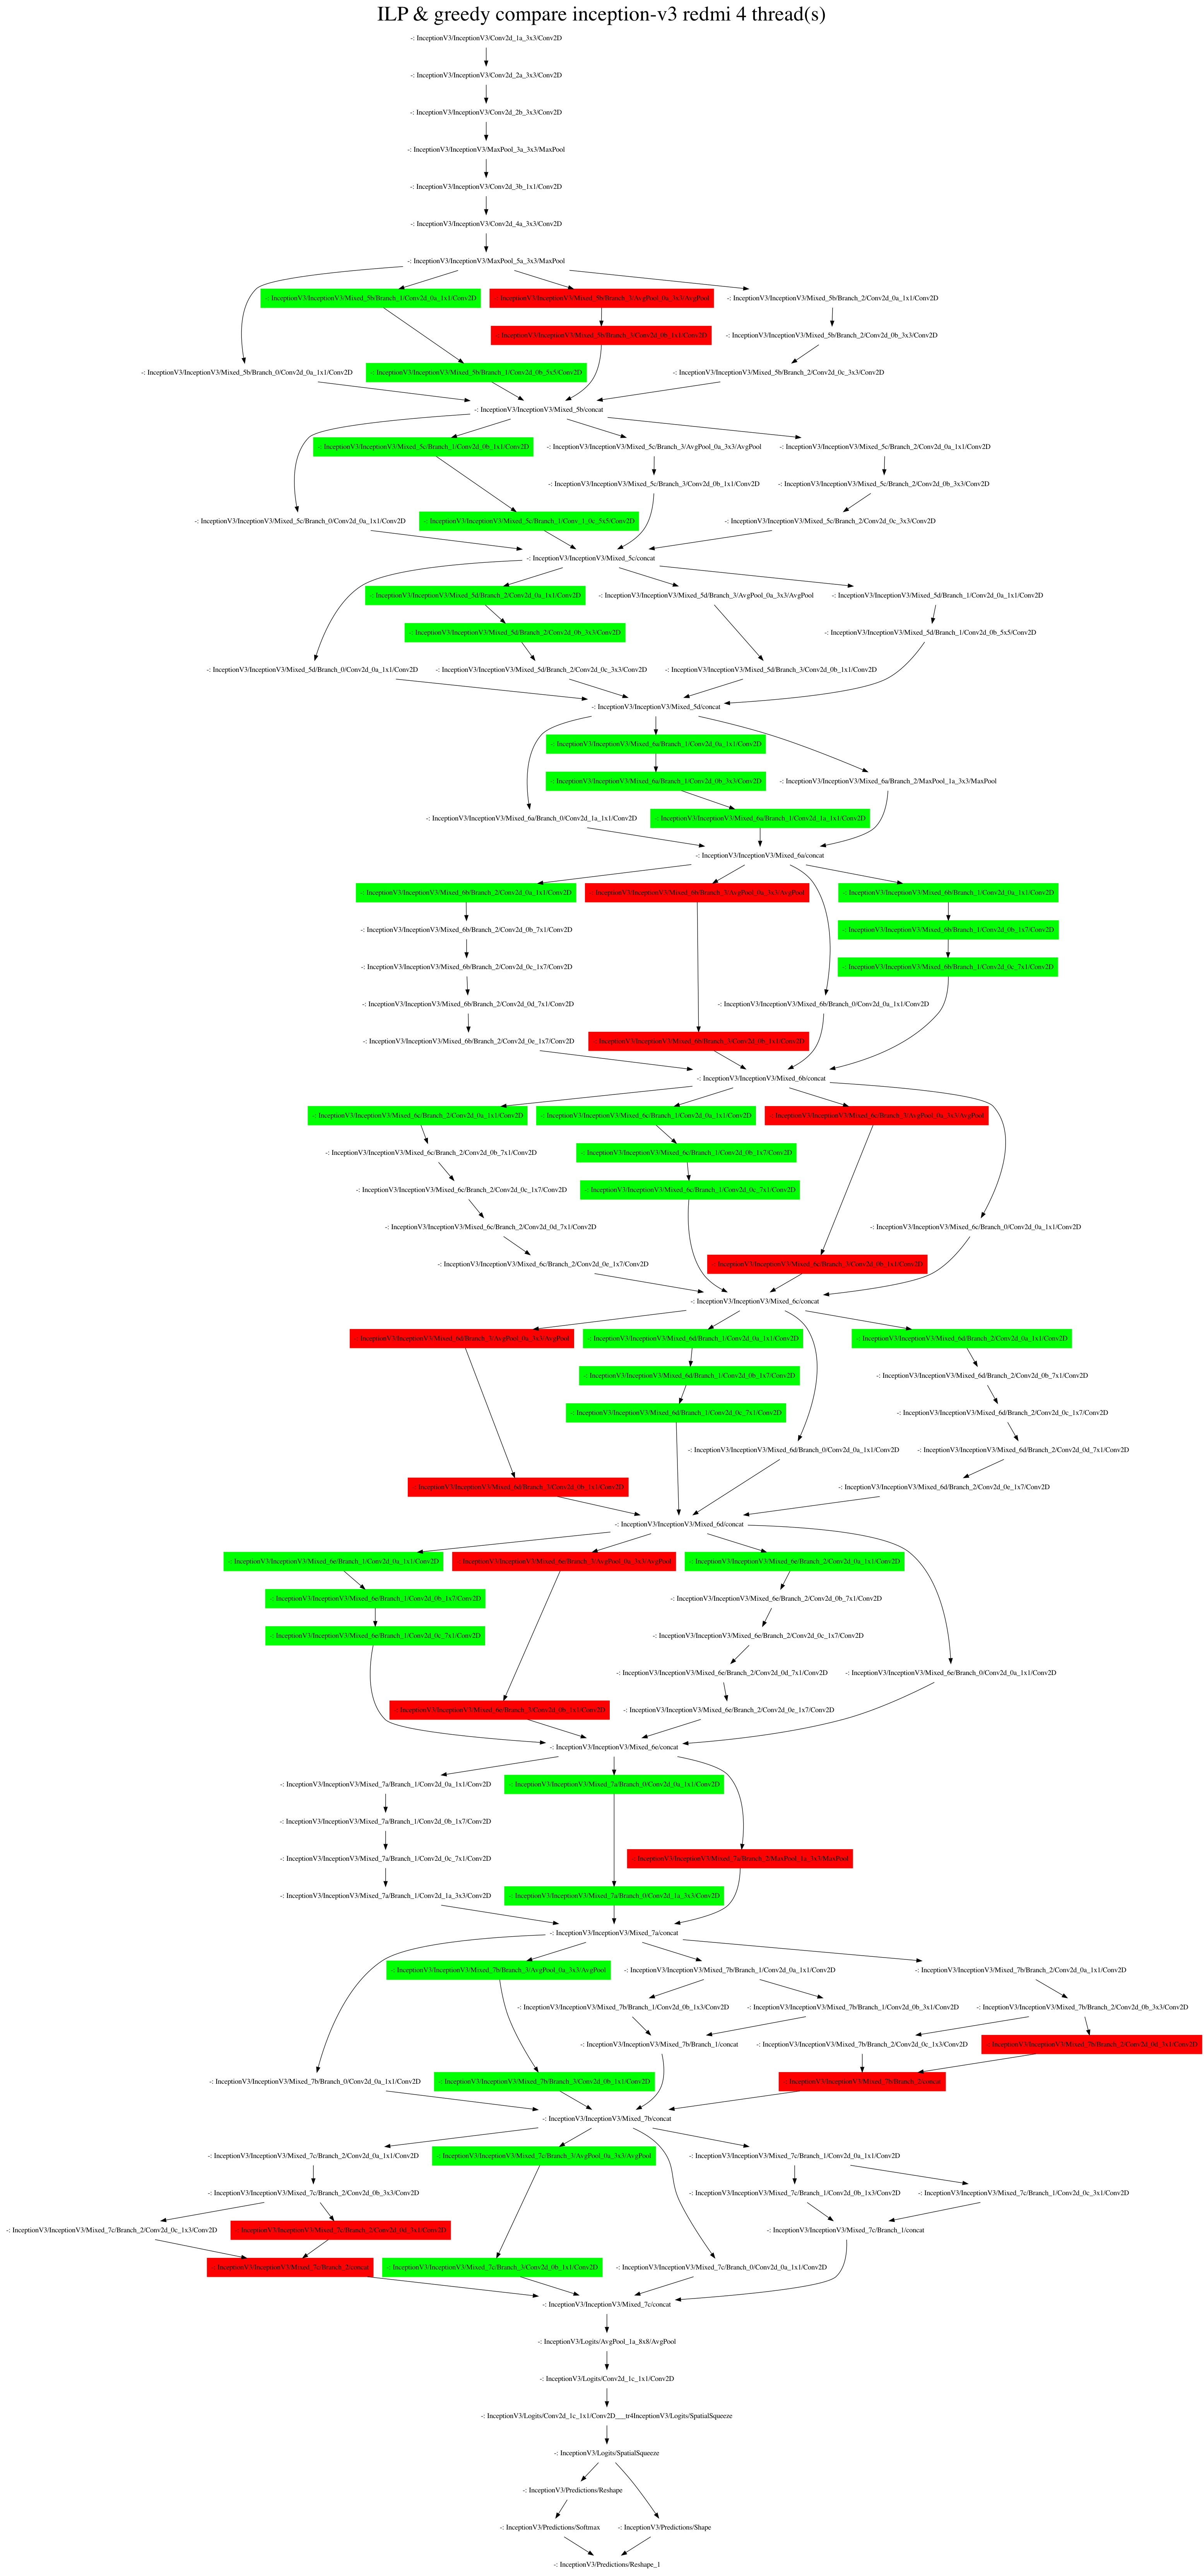 ILP & greedy compare inception-v3 redmi 4 thread(s)
-: InceptionV3/InceptionV3/Conv2d_1a_3x3/Conv2D
-: InceptionV3/InceptionV3/Conv2d_2a_3x3/Conv2D
-: InceptionV3/InceptionV3/Conv2d_2b_3x3/Conv2D
-: InceptionV3/InceptionV3/MaxPool_3a_3x3/MaxPool
-: InceptionV3/InceptionV3/Conv2d_3b_1x1/Conv2D
-: InceptionV3/InceptionV3/Conv2d_4a_3x3/Conv2D
-: InceptionV3/InceptionV3/MaxPool_5a_3x3/MaxPool
-: InceptionV3/InceptionV3/Mixed_5b/Branch_1/Conv2d_0a_1x1/Conv2D
-: InceptionV3/InceptionV3/Mixed_5b/Branch_3/AvgPool_0a_3x3/AvgPool
-: InceptionV3/InceptionV3/Mixed_5b/Branch_2/Conv2d_0a_1x1/Conv2D
-: InceptionV3/InceptionV3/Mixed_5b/Branch_3/Conv2d_0b_1x1/Conv2D
-: InceptionV3/InceptionV3/Mixed_5b/Branch_2/Conv2d_0b_3x3/Conv2D
-: InceptionV3/InceptionV3/Mixed_5b/Branch_0/Conv2d_0a_1x1/Conv2D
-: InceptionV3/InceptionV3/Mixed_5b/Branch_1/Conv2d_0b_5x5/Conv2D
-: InceptionV3/InceptionV3/Mixed_5b/Branch_2/Conv2d_0c_3x3/Conv2D
-: InceptionV3/InceptionV3/Mixed_5b/concat
-: InceptionV3/InceptionV3/Mixed_5c/Branch_1/Conv2d_0b_1x1/Conv2D
-: InceptionV3/InceptionV3/Mixed_5c/Branch_3/AvgPool_0a_3x3/AvgPool
-: InceptionV3/InceptionV3/Mixed_5c/Branch_2/Conv2d_0a_1x1/Conv2D
-: InceptionV3/InceptionV3/Mixed_5c/Branch_3/Conv2d_0b_1x1/Conv2D
-: InceptionV3/InceptionV3/Mixed_5c/Branch_2/Conv2d_0b_3x3/Conv2D
-: InceptionV3/InceptionV3/Mixed_5c/Branch_0/Conv2d_0a_1x1/Conv2D
-: InceptionV3/InceptionV3/Mixed_5c/Branch_1/Conv_1_0c_5x5/Conv2D
-: InceptionV3/InceptionV3/Mixed_5c/Branch_2/Conv2d_0c_3x3/Conv2D
-: InceptionV3/InceptionV3/Mixed_5c/concat
-: InceptionV3/InceptionV3/Mixed_5d/Branch_2/Conv2d_0a_1x1/Conv2D
-: InceptionV3/InceptionV3/Mixed_5d/Branch_3/AvgPool_0a_3x3/AvgPool
-: InceptionV3/InceptionV3/Mixed_5d/Branch_1/Conv2d_0a_1x1/Conv2D
-: InceptionV3/InceptionV3/Mixed_5d/Branch_2/Conv2d_0b_3x3/Conv2D
-: InceptionV3/InceptionV3/Mixed_5d/Branch_1/Conv2d_0b_5x5/Conv2D
-: InceptionV3/InceptionV3/Mixed_5d/Branch_0/Conv2d_0a_1x1/Conv2D
-: InceptionV3/InceptionV3/Mixed_5d/Branch_2/Conv2d_0c_3x3/Conv2D
-: InceptionV3/InceptionV3/Mixed_5d/Branch_3/Conv2d_0b_1x1/Conv2D
-: InceptionV3/InceptionV3/Mixed_5d/concat
-: InceptionV3/InceptionV3/Mixed_6a/Branch_1/Conv2d_0a_1x1/Conv2D
-: InceptionV3/InceptionV3/Mixed_6a/Branch_1/Conv2d_0b_3x3/Conv2D
-: InceptionV3/InceptionV3/Mixed_6a/Branch_2/MaxPool_1a_3x3/MaxPool
-: InceptionV3/InceptionV3/Mixed_6a/Branch_0/Conv2d_1a_1x1/Conv2D
-: InceptionV3/InceptionV3/Mixed_6a/Branch_1/Conv2d_1a_1x1/Conv2D
-: InceptionV3/InceptionV3/Mixed_6a/concat
-: InceptionV3/InceptionV3/Mixed_6b/Branch_2/Conv2d_0a_1x1/Conv2D
-: InceptionV3/InceptionV3/Mixed_6b/Branch_3/AvgPool_0a_3x3/AvgPool
-: InceptionV3/InceptionV3/Mixed_6b/Branch_1/Conv2d_0a_1x1/Conv2D
-: InceptionV3/InceptionV3/Mixed_6b/Branch_2/Conv2d_0b_7x1/Conv2D
-: InceptionV3/InceptionV3/Mixed_6b/Branch_1/Conv2d_0b_1x7/Conv2D
-: InceptionV3/InceptionV3/Mixed_6b/Branch_2/Conv2d_0c_1x7/Conv2D
-: InceptionV3/InceptionV3/Mixed_6b/Branch_1/Conv2d_0c_7x1/Conv2D
-: InceptionV3/InceptionV3/Mixed_6b/Branch_2/Conv2d_0d_7x1/Conv2D
-: InceptionV3/InceptionV3/Mixed_6b/Branch_0/Conv2d_0a_1x1/Conv2D
-: InceptionV3/InceptionV3/Mixed_6b/Branch_2/Conv2d_0e_1x7/Conv2D
-: InceptionV3/InceptionV3/Mixed_6b/Branch_3/Conv2d_0b_1x1/Conv2D
-: InceptionV3/InceptionV3/Mixed_6b/concat
-: InceptionV3/InceptionV3/Mixed_6c/Branch_2/Conv2d_0a_1x1/Conv2D
-: InceptionV3/InceptionV3/Mixed_6c/Branch_1/Conv2d_0a_1x1/Conv2D
-: InceptionV3/InceptionV3/Mixed_6c/Branch_3/AvgPool_0a_3x3/AvgPool
-: InceptionV3/InceptionV3/Mixed_6c/Branch_2/Conv2d_0b_7x1/Conv2D
-: InceptionV3/InceptionV3/Mixed_6c/Branch_1/Conv2d_0b_1x7/Conv2D
-: InceptionV3/InceptionV3/Mixed_6c/Branch_2/Conv2d_0c_1x7/Conv2D
-: InceptionV3/InceptionV3/Mixed_6c/Branch_1/Conv2d_0c_7x1/Conv2D
-: InceptionV3/InceptionV3/Mixed_6c/Branch_2/Conv2d_0d_7x1/Conv2D
-: InceptionV3/InceptionV3/Mixed_6c/Branch_0/Conv2d_0a_1x1/Conv2D
-: InceptionV3/InceptionV3/Mixed_6c/Branch_2/Conv2d_0e_1x7/Conv2D
-: InceptionV3/InceptionV3/Mixed_6c/Branch_3/Conv2d_0b_1x1/Conv2D
-: InceptionV3/InceptionV3/Mixed_6c/concat
-: InceptionV3/InceptionV3/Mixed_6d/Branch_3/AvgPool_0a_3x3/AvgPool
-: InceptionV3/InceptionV3/Mixed_6d/Branch_1/Conv2d_0a_1x1/Conv2D
-: InceptionV3/InceptionV3/Mixed_6d/Branch_2/Conv2d_0a_1x1/Conv2D
-: InceptionV3/InceptionV3/Mixed_6d/Branch_1/Conv2d_0b_1x7/Conv2D
-: InceptionV3/InceptionV3/Mixed_6d/Branch_2/Conv2d_0b_7x1/Conv2D
-: InceptionV3/InceptionV3/Mixed_6d/Branch_1/Conv2d_0c_7x1/Conv2D
-: InceptionV3/InceptionV3/Mixed_6d/Branch_2/Conv2d_0c_1x7/Conv2D
-: InceptionV3/InceptionV3/Mixed_6d/Branch_0/Conv2d_0a_1x1/Conv2D
-: InceptionV3/InceptionV3/Mixed_6d/Branch_2/Conv2d_0d_7x1/Conv2D
-: InceptionV3/InceptionV3/Mixed_6d/Branch_3/Conv2d_0b_1x1/Conv2D
-: InceptionV3/InceptionV3/Mixed_6d/Branch_2/Conv2d_0e_1x7/Conv2D
-: InceptionV3/InceptionV3/Mixed_6d/concat
-: InceptionV3/InceptionV3/Mixed_6e/Branch_1/Conv2d_0a_1x1/Conv2D
-: InceptionV3/InceptionV3/Mixed_6e/Branch_3/AvgPool_0a_3x3/AvgPool
-: InceptionV3/InceptionV3/Mixed_6e/Branch_2/Conv2d_0a_1x1/Conv2D
-: InceptionV3/InceptionV3/Mixed_6e/Branch_1/Conv2d_0b_1x7/Conv2D
-: InceptionV3/InceptionV3/Mixed_6e/Branch_2/Conv2d_0b_7x1/Conv2D
-: InceptionV3/InceptionV3/Mixed_6e/Branch_1/Conv2d_0c_7x1/Conv2D
-: InceptionV3/InceptionV3/Mixed_6e/Branch_2/Conv2d_0c_1x7/Conv2D
-: InceptionV3/InceptionV3/Mixed_6e/Branch_2/Conv2d_0d_7x1/Conv2D
-: InceptionV3/InceptionV3/Mixed_6e/Branch_0/Conv2d_0a_1x1/Conv2D
-: InceptionV3/InceptionV3/Mixed_6e/Branch_3/Conv2d_0b_1x1/Conv2D
-: InceptionV3/InceptionV3/Mixed_6e/Branch_2/Conv2d_0e_1x7/Conv2D
-: InceptionV3/InceptionV3/Mixed_6e/concat
-: InceptionV3/InceptionV3/Mixed_7a/Branch_1/Conv2d_0a_1x1/Conv2D
-: InceptionV3/InceptionV3/Mixed_7a/Branch_0/Conv2d_0a_1x1/Conv2D
-: InceptionV3/InceptionV3/Mixed_7a/Branch_1/Conv2d_0b_1x7/Conv2D
-: InceptionV3/InceptionV3/Mixed_7a/Branch_1/Conv2d_0c_7x1/Conv2D
-: InceptionV3/InceptionV3/Mixed_7a/Branch_2/MaxPool_1a_3x3/MaxPool
-: InceptionV3/InceptionV3/Mixed_7a/Branch_1/Conv2d_1a_3x3/Conv2D
-: InceptionV3/InceptionV3/Mixed_7a/Branch_0/Conv2d_1a_3x3/Conv2D
-: InceptionV3/InceptionV3/Mixed_7a/concat
-: InceptionV3/InceptionV3/Mixed_7b/Branch_3/AvgPool_0a_3x3/AvgPool
-: InceptionV3/InceptionV3/Mixed_7b/Branch_1/Conv2d_0a_1x1/Conv2D
-: InceptionV3/InceptionV3/Mixed_7b/Branch_2/Conv2d_0a_1x1/Conv2D
-: InceptionV3/InceptionV3/Mixed_7b/Branch_1/Conv2d_0b_1x3/Conv2D
-: InceptionV3/InceptionV3/Mixed_7b/Branch_1/Conv2d_0b_3x1/Conv2D
-: InceptionV3/InceptionV3/Mixed_7b/Branch_2/Conv2d_0b_3x3/Conv2D
-: InceptionV3/InceptionV3/Mixed_7b/Branch_1/concat
-: InceptionV3/InceptionV3/Mixed_7b/Branch_2/Conv2d_0c_1x3/Conv2D
-: InceptionV3/InceptionV3/Mixed_7b/Branch_2/Conv2d_0d_3x1/Conv2D
-: InceptionV3/InceptionV3/Mixed_7b/Branch_0/Conv2d_0a_1x1/Conv2D
-: InceptionV3/InceptionV3/Mixed_7b/Branch_3/Conv2d_0b_1x1/Conv2D
-: InceptionV3/InceptionV3/Mixed_7b/Branch_2/concat
-: InceptionV3/InceptionV3/Mixed_7b/concat
-: InceptionV3/InceptionV3/Mixed_7c/Branch_2/Conv2d_0a_1x1/Conv2D
-: InceptionV3/InceptionV3/Mixed_7c/Branch_3/AvgPool_0a_3x3/AvgPool
-: InceptionV3/InceptionV3/Mixed_7c/Branch_1/Conv2d_0a_1x1/Conv2D
-: InceptionV3/InceptionV3/Mixed_7c/Branch_2/Conv2d_0b_3x3/Conv2D
-: InceptionV3/InceptionV3/Mixed_7c/Branch_1/Conv2d_0b_1x3/Conv2D
-: InceptionV3/InceptionV3/Mixed_7c/Branch_1/Conv2d_0c_3x1/Conv2D
-: InceptionV3/InceptionV3/Mixed_7c/Branch_2/Conv2d_0c_1x3/Conv2D
-: InceptionV3/InceptionV3/Mixed_7c/Branch_2/Conv2d_0d_3x1/Conv2D
-: InceptionV3/InceptionV3/Mixed_7c/Branch_1/concat
-: InceptionV3/InceptionV3/Mixed_7c/Branch_2/concat
-: InceptionV3/InceptionV3/Mixed_7c/Branch_3/Conv2d_0b_1x1/Conv2D
-: InceptionV3/InceptionV3/Mixed_7c/Branch_0/Conv2d_0a_1x1/Conv2D
-: InceptionV3/InceptionV3/Mixed_7c/concat
-: InceptionV3/Logits/AvgPool_1a_8x8/AvgPool
-: InceptionV3/Logits/Conv2d_1c_1x1/Conv2D
-: InceptionV3/Logits/Conv2d_1c_1x1/Conv2D___tr4InceptionV3/Logits/SpatialSqueeze
-: InceptionV3/Logits/SpatialSqueeze
-: InceptionV3/Predictions/Reshape
-: InceptionV3/Predictions/Softmax
-: InceptionV3/Predictions/Shape
-: InceptionV3/Predictions/Reshape_1